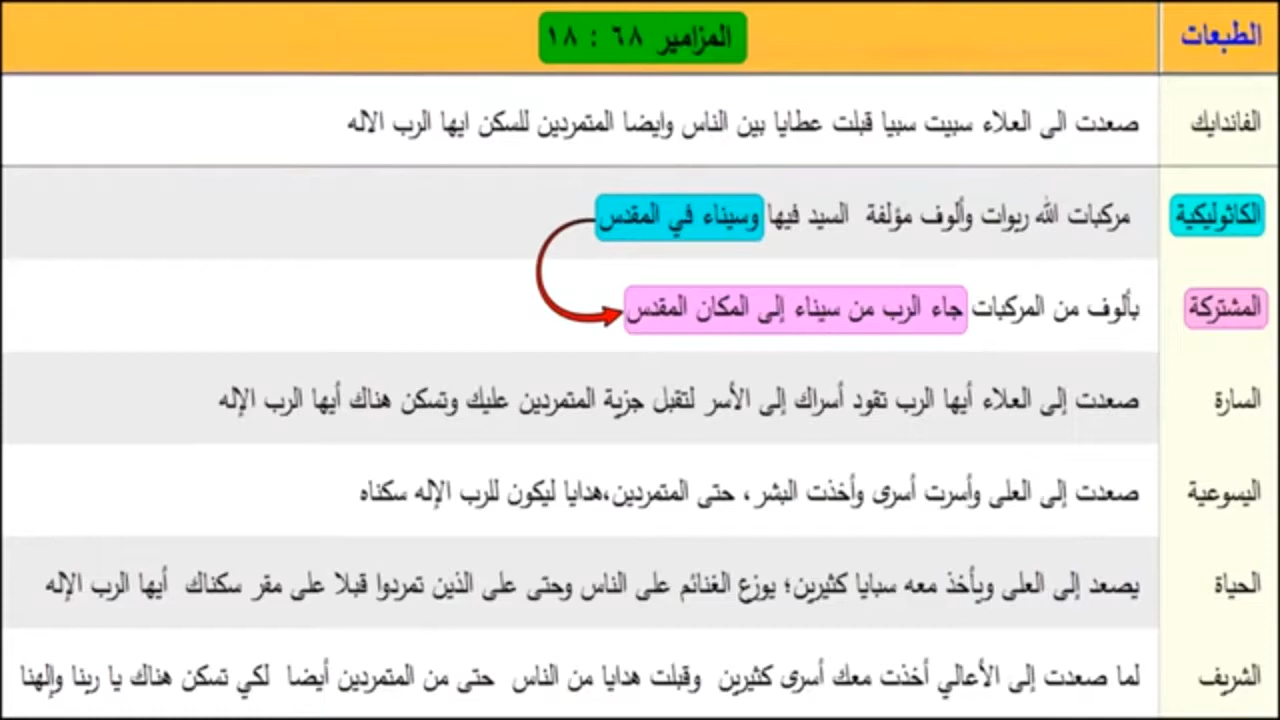 الطبعات المزامير ٦٨ : ١٨
الفاندايك صعدت الى العلاء سبيت سبيا قبلت عطايا بين الناس وايضا المتمردين للسكن ايها الرب الاله
الكاثوليكية مركبات الله ربوات وألوف مؤلفة السيد فيها وسيناء في المقدس
المشتركة بألوف من المركبات جاء الرب من سيناء إلى المكان المقدس
السارة صعدت إلى العلاء أيها الرب تقود أسراك إلى الأسر لتقبل جزية المتمردين عليك وتسكن هناك أيها الرب الإله
اليسوعية صعدت إلى العلى وأسرت أسرى وأخذت البشر ، حتى المتمردين،هدايا ليكون للرب الإله سكناه
الحياة يصعد إلى العلى ويأخذ معه سبايا كثيرين؛ يوزع الغنائم على الناس وحتى على الذين تمردوا قبلا على مقر سكناك أيها الرب الإله
الشريف لما صعدت إلى الأعالي أخذت معك أسرى كثيرين وقبلت هدايا من الناس حتى من المتمردين أيضا لكي تسكن هناك يا ربنا وإلهنا